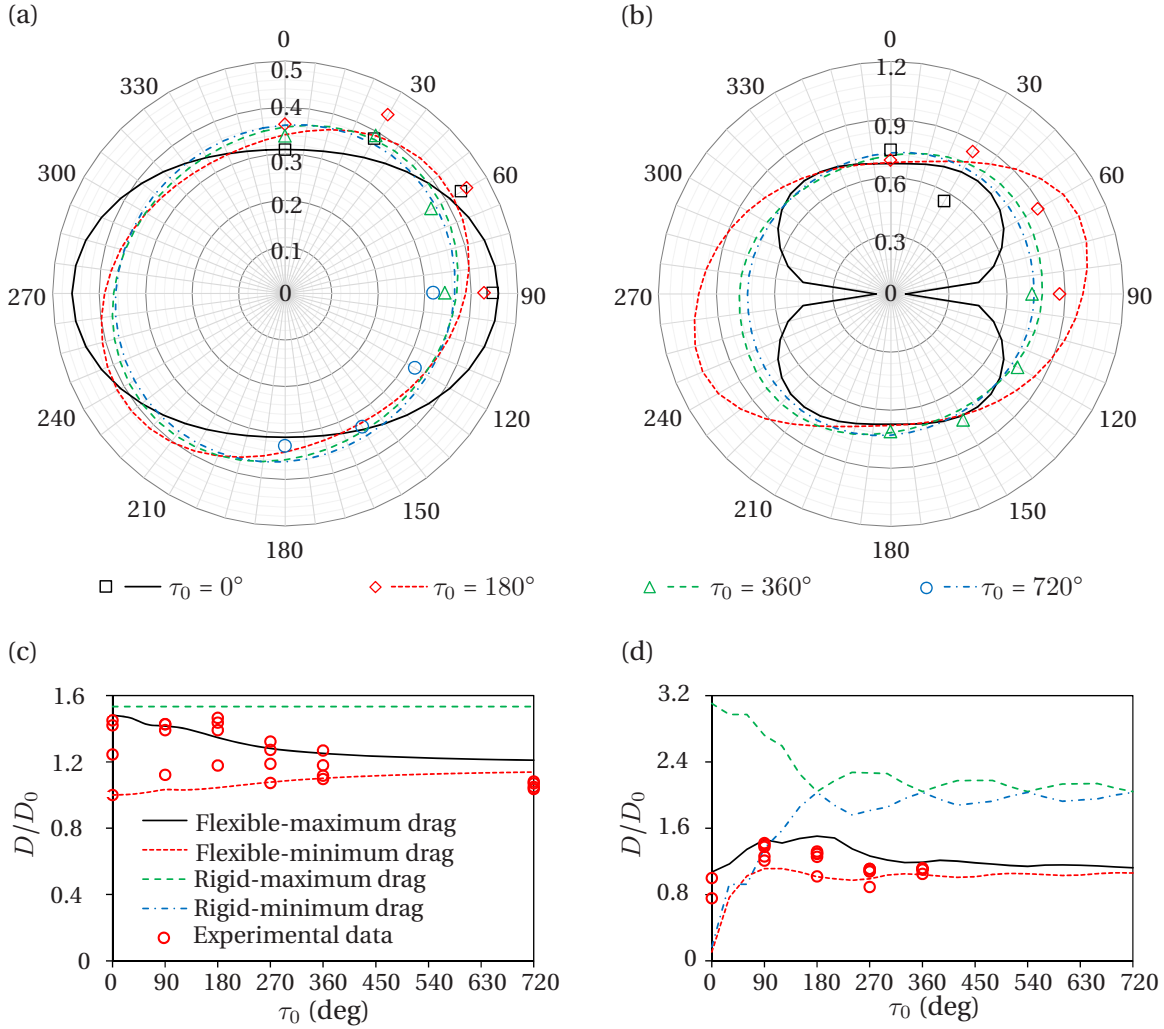 (a)
(b)
0
30
60
90
120
150
180
210
240
270
300
330
0.5
0.4
0.3
0.2
0.1
0
0
30
60
90
120
150
180
210
240
270
300
330
1.2
0.9
0.6
0.3
0
τ0 = 0°
τ0 = 180°
τ0 = 360°
τ0 = 720°
(c)
1.6
1.2
0.8
0.4
0
D/D0
Flexible-maximum drag
Flexible-minimum drag
Rigid-maximum drag
Rigid-minimum drag
Experimental data
0 90 180 270 360 450 540 630 720
τ0 (deg)
(d)
3.2
2.4
1.6
0.8
0
D/D0
0 90 180 270 360 450 540 630 720
τ0 (deg)